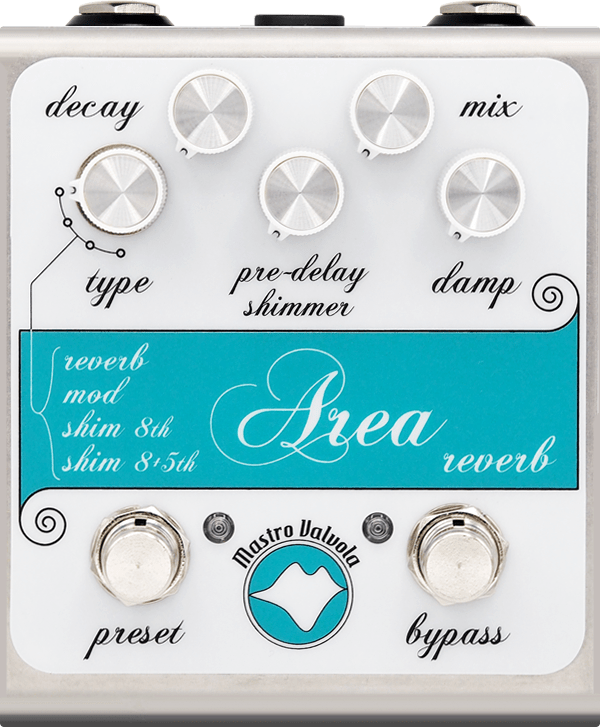 decay
mix
type
pre-delay
shimmer
damp
reverb
mod
shim 8th
shim 8+5th
Area
reverb
Mastro Valvola
preset
bypass